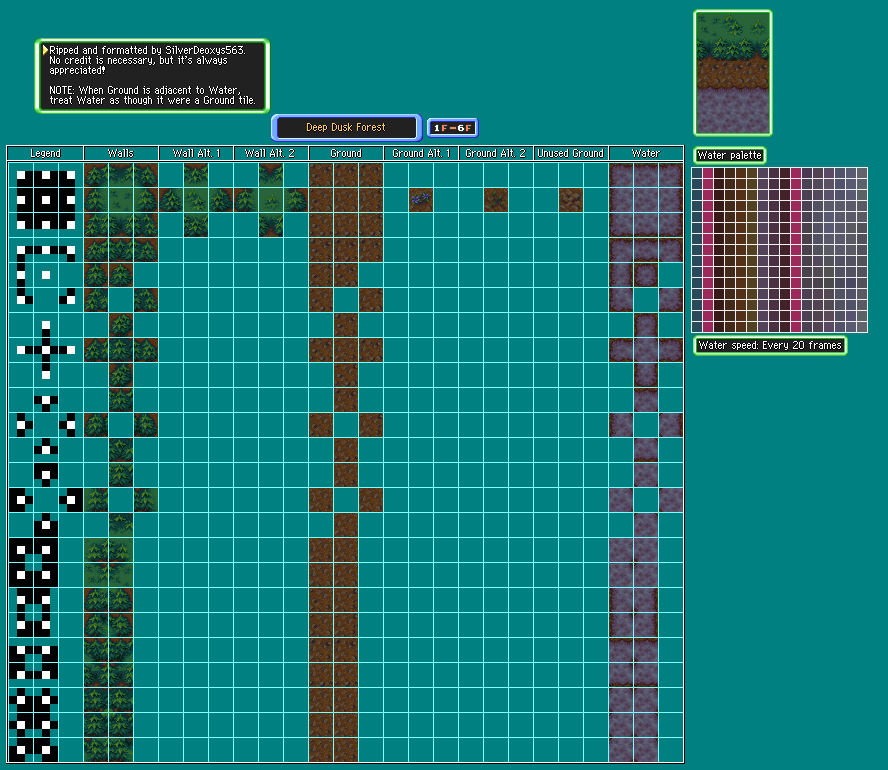 Ripped and formatted by SilverDeoxys563.
No credit is necessary, but it's always
appreciated!
NOTE: When Ground is adjacent to Water,
treat Water as though it were a Ground tile.
Deep Dusk Forest
1F-6F
Legend
Walls
Wall Alt. 1
Wall Alt. 2
Ground
Ground Alt. 1
Ground Alt. 2
Unused Ground
Water
Water palette
Water speed: Every 20 frames